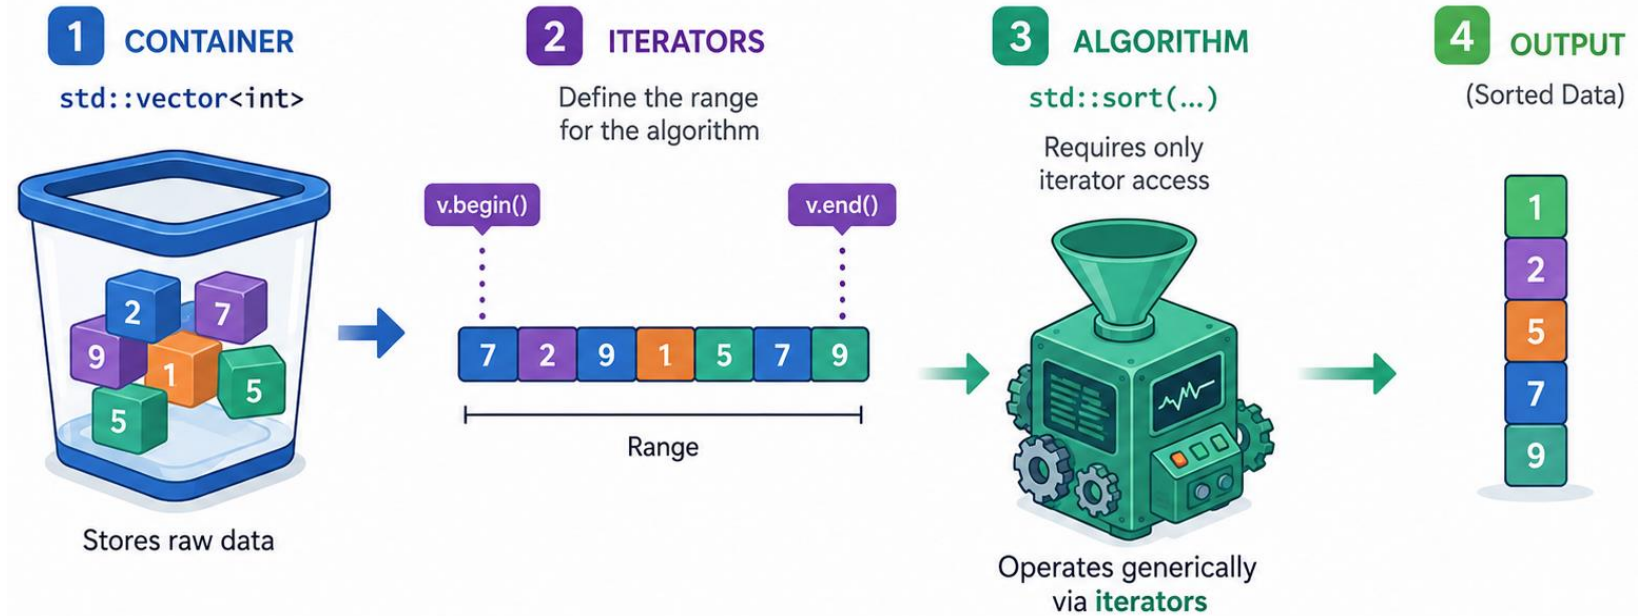 1 CONTAINER
std::vector<int>
2 7
9 1 5
5
Stores raw data
2 ITERATORS
Define the range
for the algorithm
v.begin() v.end()
7 2 9 1 5 7 9
Range
3 ALGORITHM
std::sort(...)
Requires only
iterator access
Operates generically
via iterators
4 OUTPUT
(Sorted Data)
1
2
5
7
9